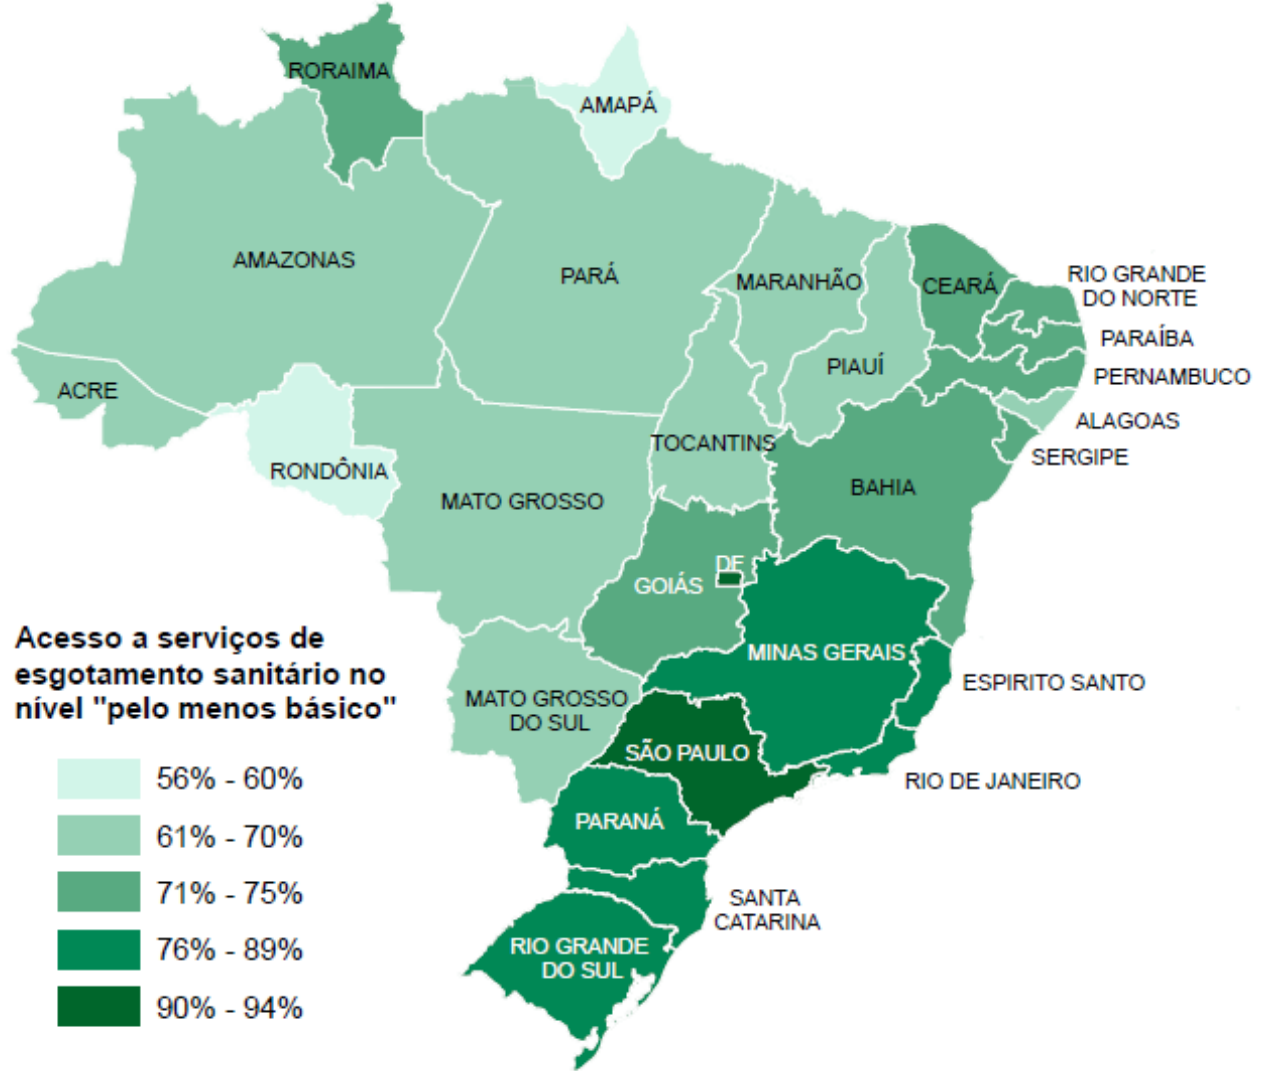 RORAIMA
AMAPÁ
AMAZONAS
PARÁ
MARANHÃO
CEARÁ
RIO GRANDE
DO NORTE
PARAÍBA
PIAUÍ
PERNAMBUCO
ACRE
ALAGOAS
TOCANTINS
SERGIPE
RONDÔNIA
BAHIA
MATO GROSSO
DF
GOIÁS
MINAS GERAIS
ESPIRITO SANTO
MATO GROSSO
DO SUL
SÃO PAULO
RIO DE JANEIRO
PARANÁ
SANTA
CATARINA
RIO GRANDE
DO SUL
Acesso a serviços de
esgotamento sanitário no
nível "pelo menos básico"
56% - 60%
61% - 70%
71% - 75%
76% - 89%
90% - 94%